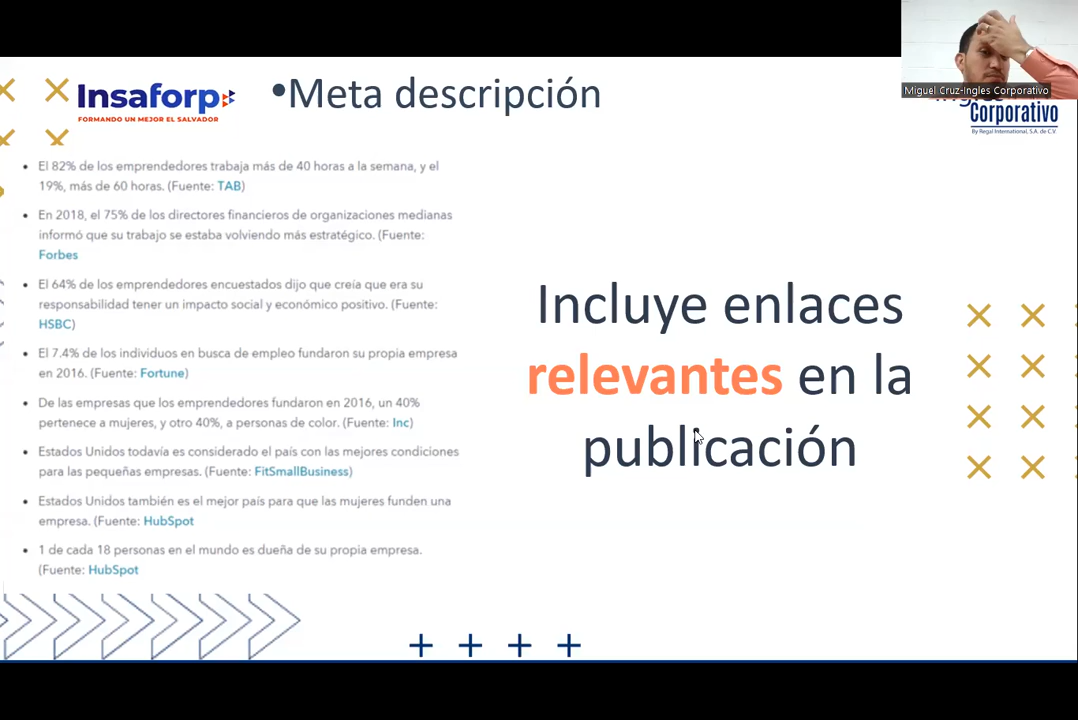 Insaforp
FORMANDO UN MEJOR EL SALVADOR
•Meta descripción
Miguel Cruz-Ingles Corporativo
Corporativo
By Regal International, S.A. de C.V.
• El 82% de los emprendedores trabaja más de 40 horas a la semana, y el
19%, más de 60 horas. (Fuente: TAB)
• En 2018, el 75% de los directores financieros de organizaciones medianas
informó que su trabajo se estaba volviendo más estratégico. (Fuente:
Forbes
• El 64% de los emprendedores encuestados dijo que creía que era su
responsabilidad tener un impacto social y económico positivo. (Fuente:
HSBC)
• El 7.4% de los individuos en busca de empleo fundaron su propia empresa
en 2016. (Fuente: Fortune)
• De las empresas que los emprendedores fundaron en 2016, un 40%
pertenece a mujeres, y otro 40%, a personas de color. (Fuente: Inc)
• Estados Unidos todavía es considerado el país con las mejores condiciones
para las pequeñas empresas. (Fuente: FitSmallBusiness)
• Estados Unidos también es el mejor país para que las mujeres funden una
empresa. (Fuente: HubSpot
• 1 de cada 18 personas en el mundo es dueña de su propia empresa.
(Fuente: HubSpot
Incluye enlaces
relevantes en la
publicación